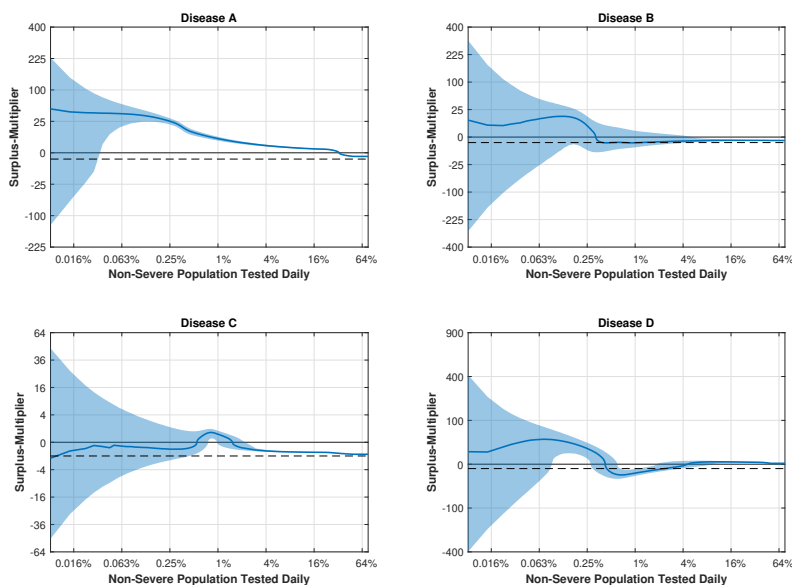 Disease A
400
225
100
25
0
-25
-100
-225
Surplus-Multiplier
0.016% 0.063% 0.25% 1% 4% 16% 64%
Non-Severe Population Tested Daily
Disease B
400
225
100
25
0
-25
-100
-225
-400
Surplus-Multiplier
0.016% 0.063% 0.25% 1% 4% 16% 64%
Non-Severe Population Tested Daily
Disease C
64
36
16
4
0
-4
-16
-36
-64
Surplus-Multiplier
0.016% 0.063% 0.25% 1% 4% 16% 64%
Non-Severe Population Tested Daily
Disease D
900
400
100
0
-100
-400
Surplus-Multiplier
0.016% 0.063% 0.25% 1% 4% 16% 64%
Non-Severe Population Tested Daily